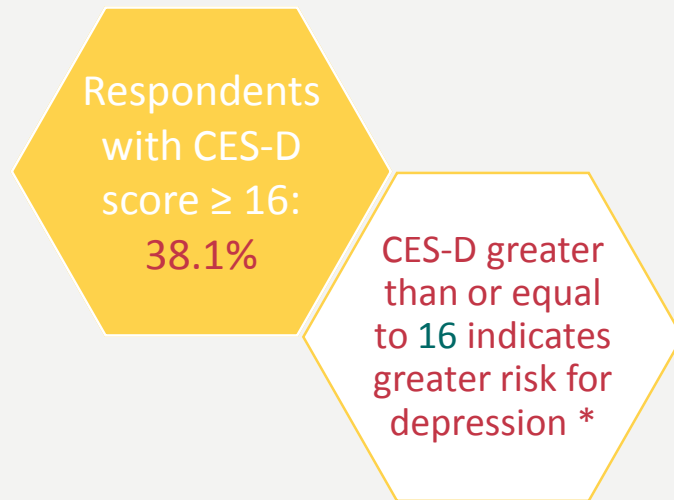 Respondents
with CES-D
score ≥ 16:
38.1%
CES-D greater
than or equal
to 16 indicates
greater risk for
depression *